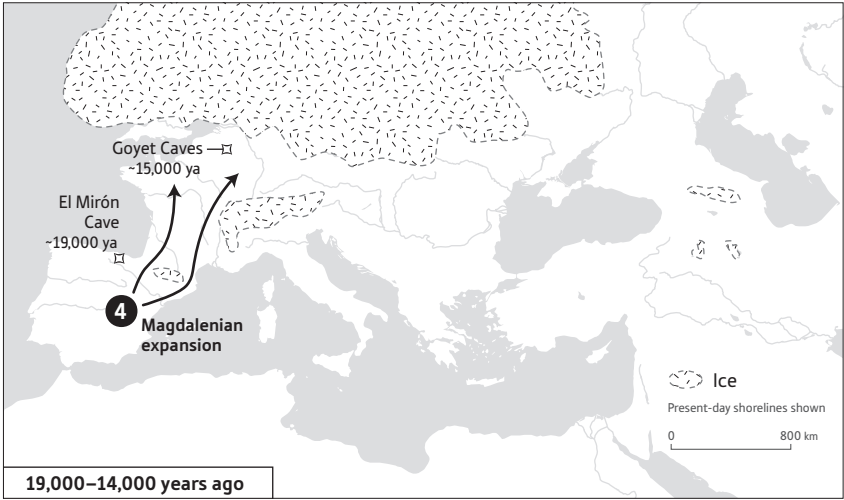 Goyet Caves
~15,000 ya
El Mirón
Cave
~19,000 ya
4
Magdalenian
expansion
Ice
Present-day shorelines shown
0 800 km
19,000–14,000 years ago